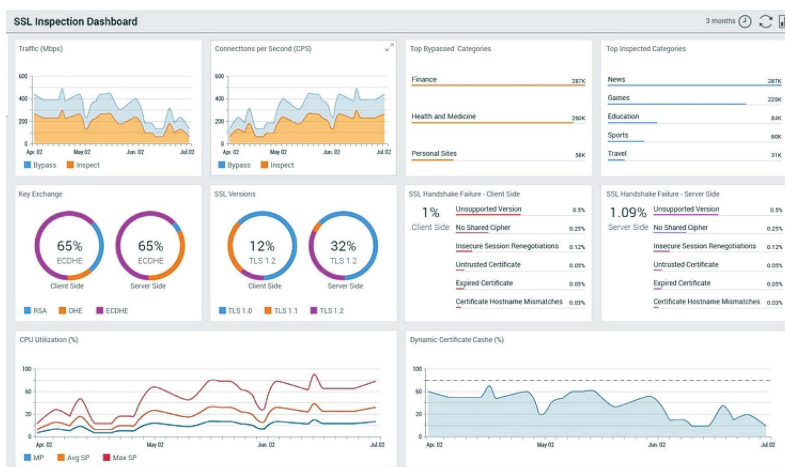 SSL Inspection Dashboard
3 months
Traffic (Mbps)
600
400
200
0
Apr. 02 May 02 Jun. 02 Jul.02
Bypass Inspect
Connecttons per Second (CPS)
600
400
200
0
Apr. 02 May 02 Jun. 02 Jul.02
Bypass Inspect
Top Bypassed Categories
Finance 287K
Health and Medicine 260K
Personal Sites 58K
Top Inspected Categories
News 287K
Games 225K
Education 84K
Sports 60K
Travel 31K
Key Exchange
65% 65%
ECDHE ECDHE
Client Side Server Side
RSA DHE ECDHE
SSL Versions
12% 32%
TLS 1.2 TLS 1.2
Client Side Server Side
TLS 1.0 TLS 1.1 TLS 1.2
SSL Handshake Failure - Client Side
1%
Client Side
Unsupported Version 0.5%
No Shared Cipher 0.25%
Insecure Session Renegotiations 0.12%
Untrusted Certificate 0.05%
Expired Certificate 0.05%
Certificate Hostname Mismatches 0.03%
SSL Handshake Failure - Server Side
1.09%
Server Side
Unsupported Version 0.5%
No Shared Cipher 0.25%
Insecure Session Renegotiations 0.12%
Untrusted Certificate 0.05%
Expired Certificate 0.05%
Certificate Hostname Mismatches 0.03%
CPU Utilization (%)
100
60
20
0
Apr. 02 May 02 Jun. 02 Jul.02
MP Avg SP Max SP
Dynamic Certificate Cashe (%)
100
60
20
0
Apr. 02 May 02 Jun. 02 Jul.02